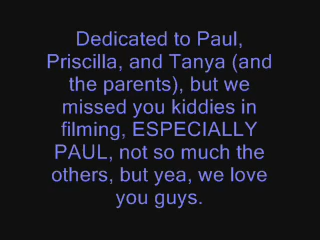 Dedicated to Paul,
Priscilla, and Tanya (and
the parents), but we
missed you kiddies in
filming, ESPECIALLY
PAUL, not so much the
others, but yea, we love
you guys.